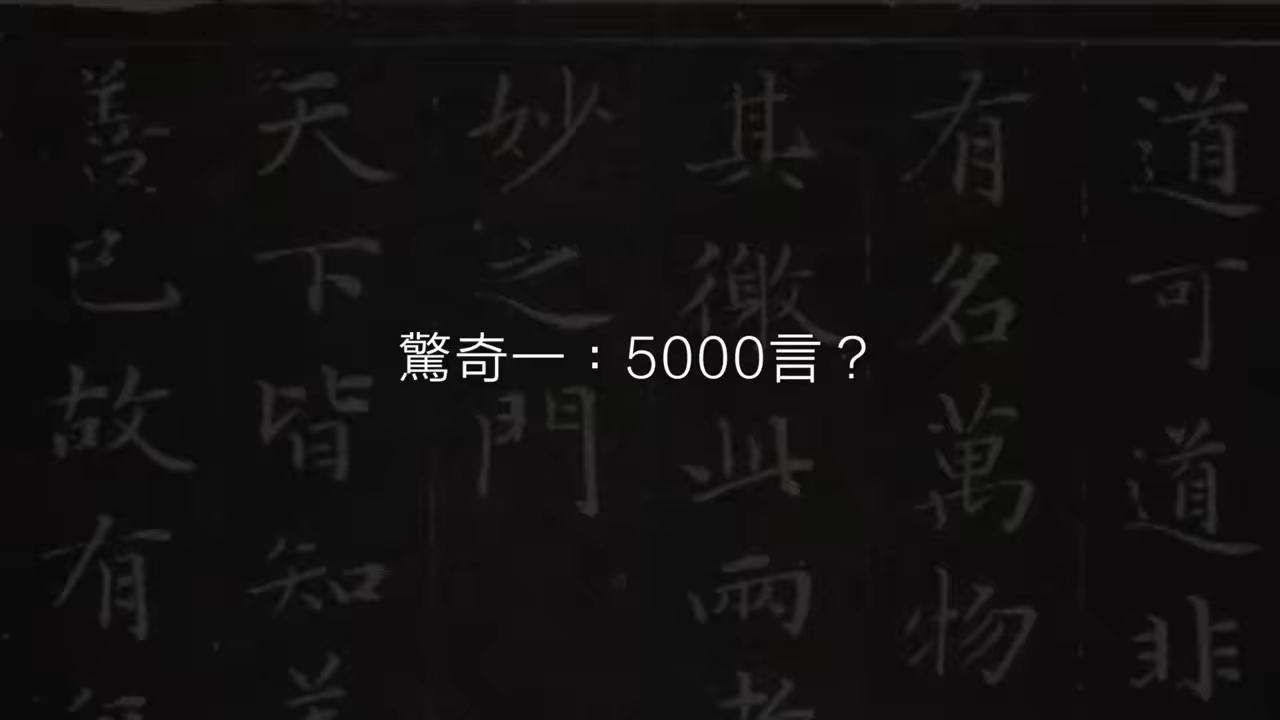 驚奇一：5000言？
道可道非
有名萬物
其徼此兩
妙之門
天下皆知美
善已故有